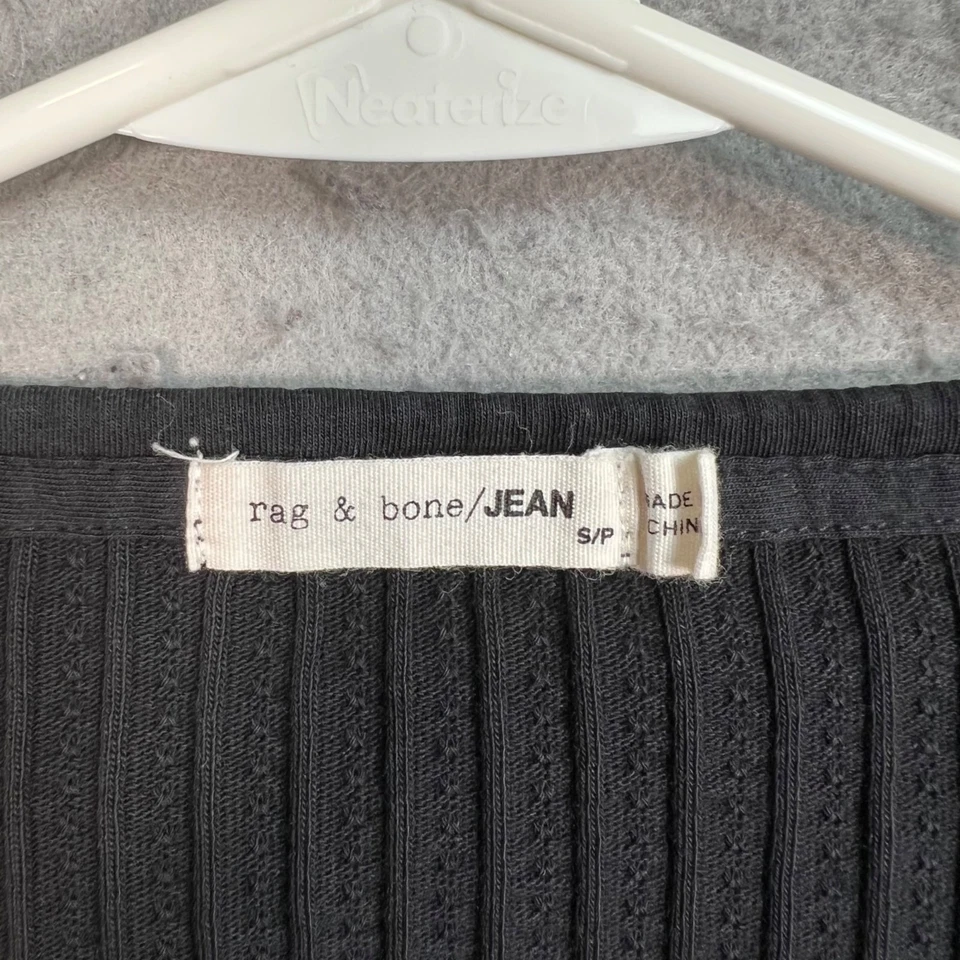 Neaterize
rag & bone/JEAN
S/P
ADE
CHIN